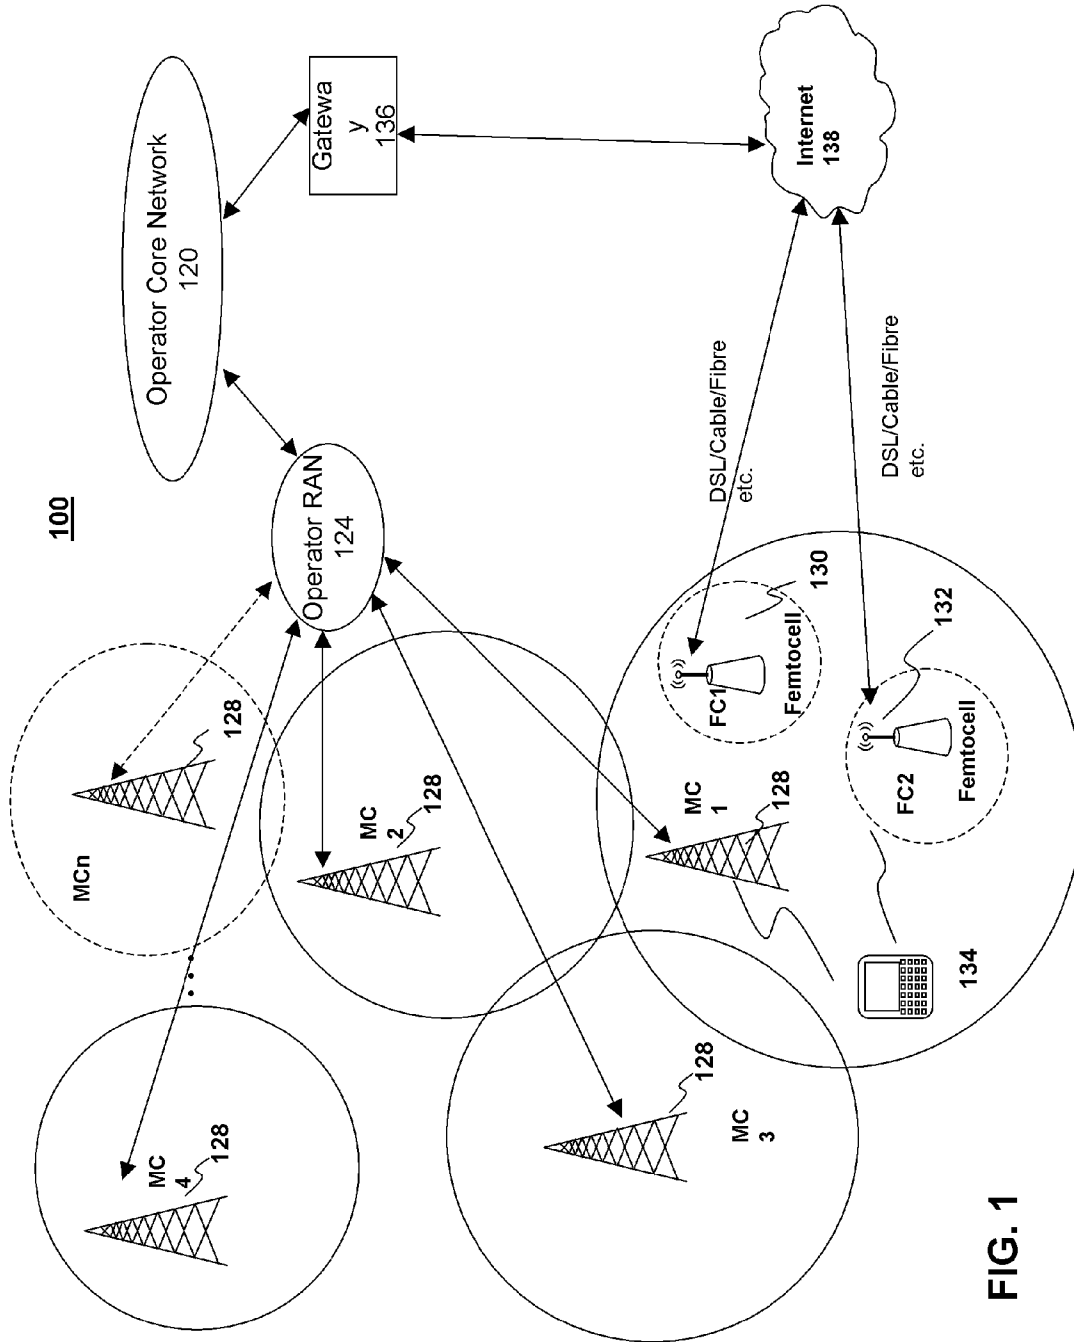 100
Operator Core Network
120
Gatewa
y
136
Operator RAN
124
Internet
138
DSL/Cable/Fibre
etc.
DSL/Cable/Fibre
etc.
MC
4
128
MCn
128
MC
2
128
MC
3
128
MC
1
128
FC1
Femtocell
130
FC2
Femtocell
132
134
FIG. 1